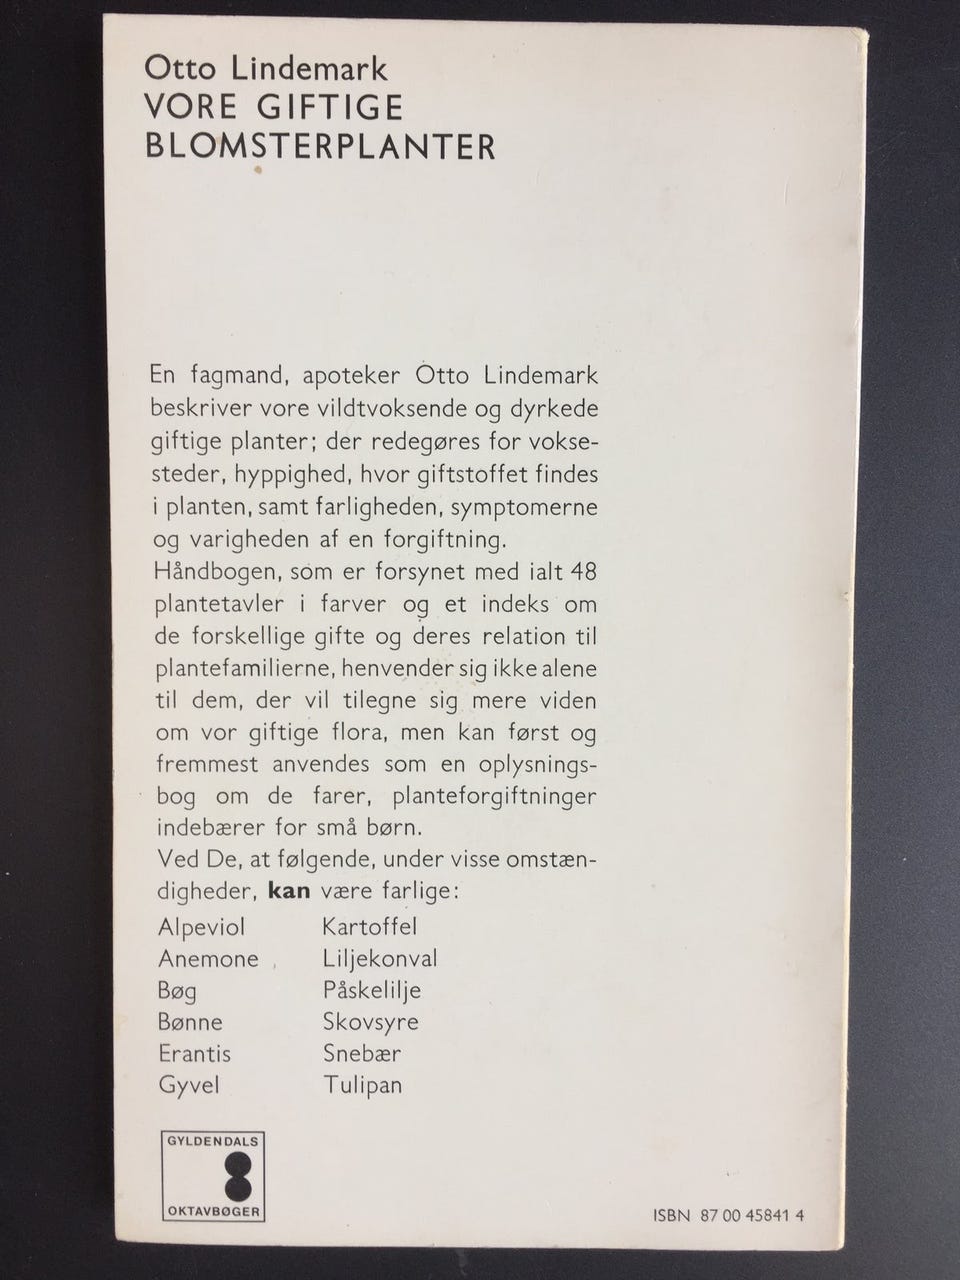 Otto Lindemark
VORE GIFTIGE
BLOMSTERPLANTER
En fagmand, apoteker Otto Lindemark
beskriver vore vildtvoksende og dyrkede
giftige planter; der redegøres for vokse-
steder, hyppighed, hvor giftstoffet findes
i planten, samt farligheden, symptomerne
og varigheden af en forgiftning.
Håndbogen, som er forsynet med ialt 48
plantetavler i farver og et indeks om
de forskellige gifte og deres relation til
plantefamilierne, henvender sig ikke alene
til dem, der vil tilegne sig mere viden
om vor giftige flora, men kan først og
fremmest anvendes som en oplysnings-
bog om de farer, planteforgiftninger
indebærer for små børn.
Ved De, at følgende, under visse omstæn-
digheder, kan være farlige:
Alpeviol
Anemone
Bøg
Bønne
Erantis
Gyvel
Kartoffel
Liljekonval
Påskelilje
Skovsyre
Snebær
Tulipan
GYLDENDALS
OKTAVBØGER
ISBN 87 00 45841 4